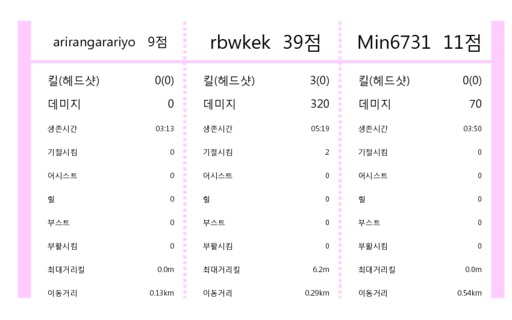 arirangarariyo 9점 rbwkek 39점 Min6731 11점
킬(헤드샷) 0(0) 킬(헤드샷) 3(0) 킬(헤드샷) 0(0)
데미지 0 데미지 320 데미지 70
생존시간 03:13 생존시간 05:19 생존시간 03:50
기절시킴 0 기절시킴 2 기절시킴 0
어시스트 0 어시스트 0 어시스트 0
힐 0 힐 0 힐 0
부스트 0 부스트 0 부스트 0
부활시킴 0 부활시킴 0 부활시킴 0
최대거리킬 0.0m 최대거리킬 6.2m 최대거리킬 0.0m
이동거리 0.13km 이동거리 0.29km 이동거리 0.54km